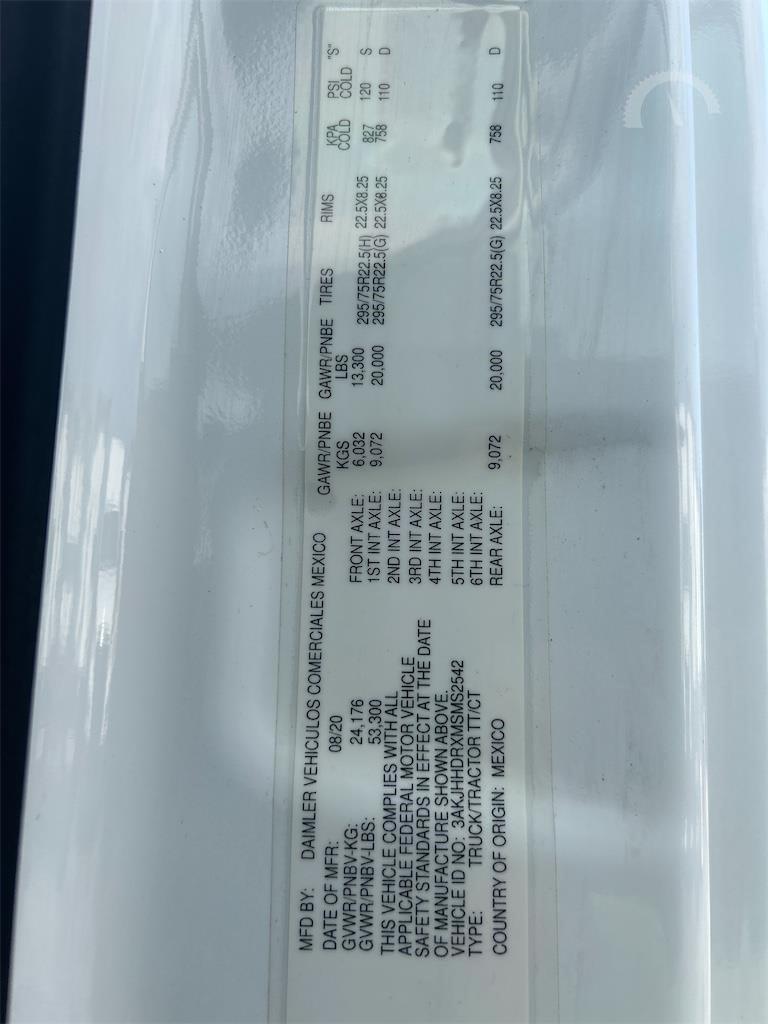 MFD BY: DAIMLER VEHICULOS COMERCIALES MEXICO
DATE OF MFR: 08/20
GVWR/PNBV-KG: 24,176
GVWR/PNBV-LBS: 53,300
THIS VEHICLE COMPLIES WITH ALL
APPLICABLE FEDERAL MOTOR VEHICLE
SAFETY STANDARDS IN EFFECT AT THE DATE
OF MANUFACTURE SHOWN ABOVE.
VEHICLE ID NO: 3AKJHHDRXMSMS2542
TYPE: TRUCK/TRACTOR TT/CT
COUNTRY OF ORIGIN: MEXICO
GAWR/PNBE GAWR/PNBE TIRES RIMS KPA PSI "S"
KGS LBS COLD COLD
FRONT AXLE: 6,032 13,300 295/75R22.5(H) 22.5X8.25 827 120 S
1ST INT AXLE: 9,072 20,000 295/75R22.5(G) 22.5X8.25 758 110 D
2ND INT AXLE:
3RD INT AXLE:
4TH INT AXLE:
5TH INT AXLE:
6TH INT AXLE:
REAR AXLE: 9,072 20,000 295/75R22.5(G) 22.5X8.25 758 110 D